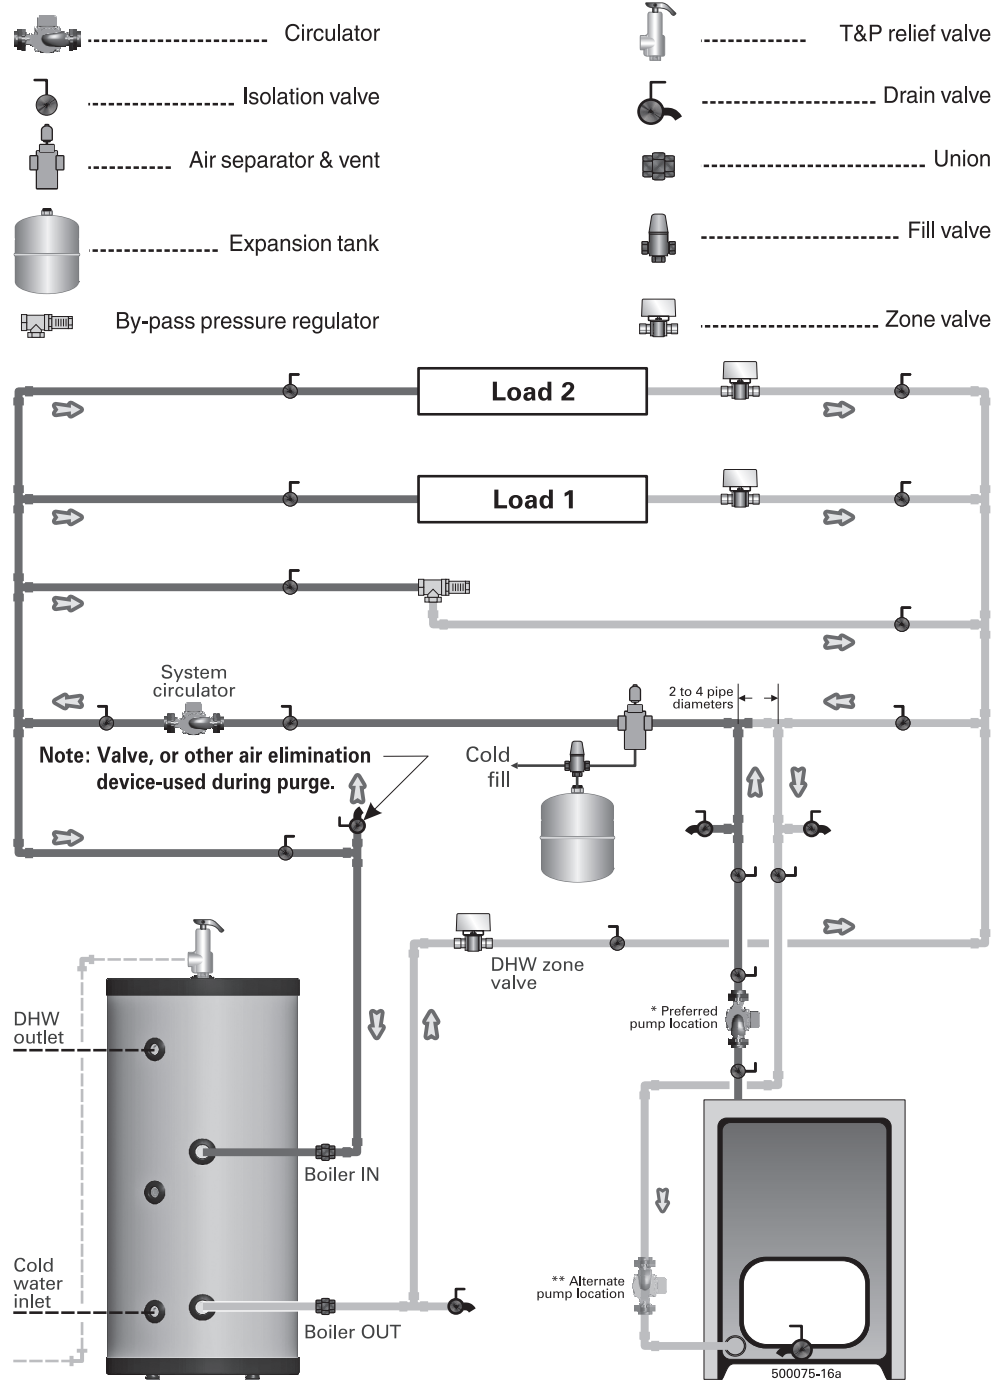 Circulator
T&P relief valve
Isolation valve
Drain valve
Air separator & vent
Union
Expansion tank
Fill valve
By-pass pressure regulator
Zone valve
Load 2
Load 1
System
circulator
2 to 4 pipe
diameters
Note: Valve, or other air elimination
device-used during purge.
Cold
fill
DHW zone
valve
DHW
outlet
* Preferred
pump location
Boiler IN
Cold
water
inlet
** Alternate
pump location
Boiler OUT
500075-16a